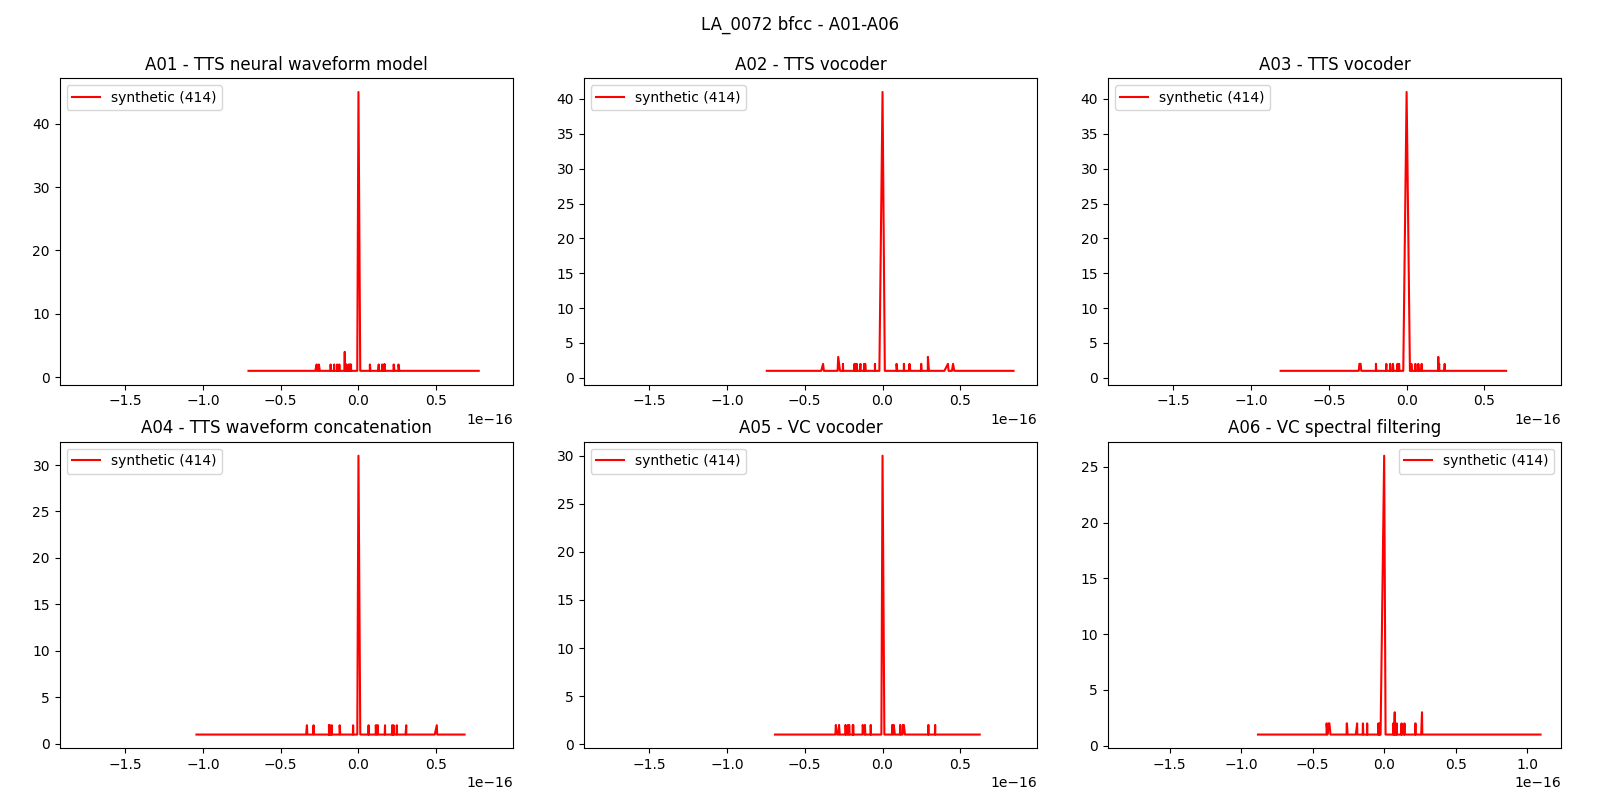 LA_0072 bfcc - A01-A06
A01 - TTS neural waveform model
synthetic (414)
40
30
20
10
0
−1.5 −1.0 −0.5 0.0 0.5
1e−16
A02 - TTS vocoder
synthetic (414)
40
35
30
25
20
15
10
5
0
−1.5 −1.0 −0.5 0.0 0.5
1e−16
A03 - TTS vocoder
synthetic (414)
40
35
30
25
20
15
10
5
0
−1.5 −1.0 −0.5 0.0 0.5
1e−16
A04 - TTS waveform concatenation
synthetic (414)
30
25
20
15
10
5
0
−1.5 −1.0 −0.5 0.0 0.5
1e−16
A05 - VC vocoder
synthetic (414)
30
25
20
15
10
5
0
−1.5 −1.0 −0.5 0.0 0.5
1e−16
A06 - VC spectral filtering
synthetic (414)
25
20
15
10
5
0
−1.5 −1.0 −0.5 0.0 0.5 1.0
1e−16